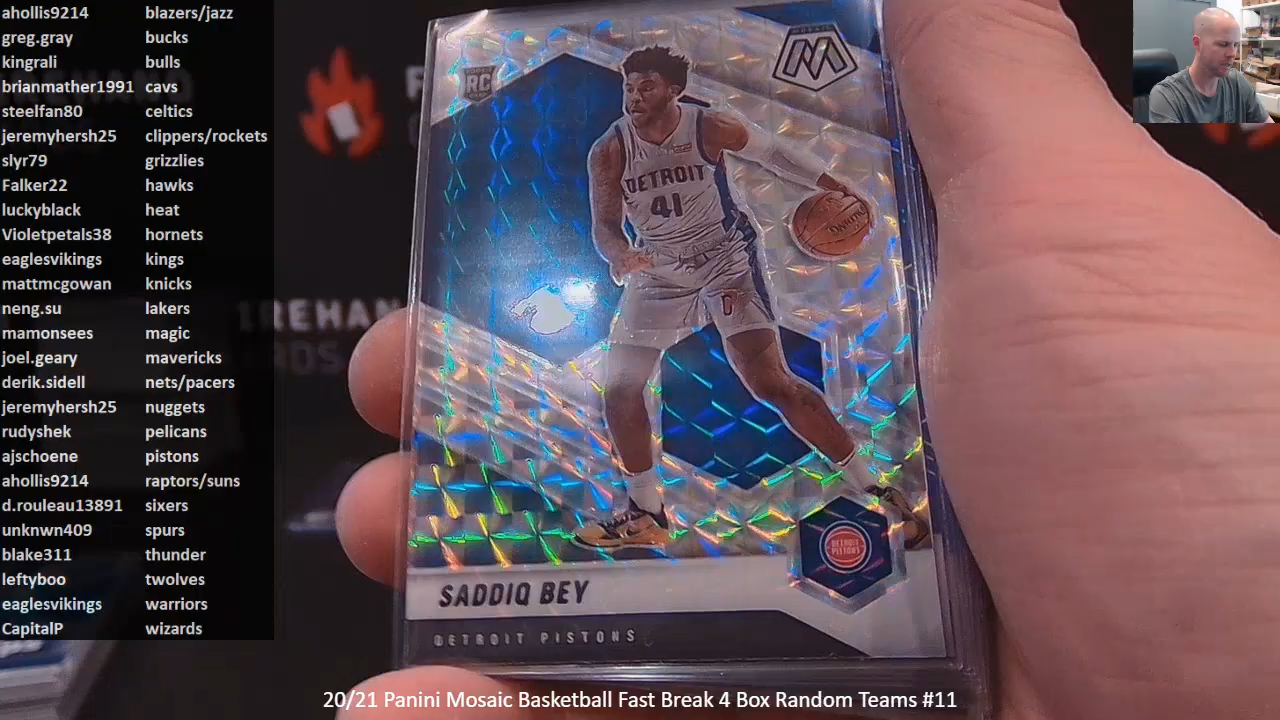 ahollis9214 blazers/jazz
greg.gray bucks
kingrali bulls
brianmather1991 cavs
steelfan80 celtics
jeremyhersh25 clippers/rockets
slyr79 grizzlies
Falker22 hawks
luckyblack heat
Violetpetals38 hornets
eaglesvikings kings
mattmcgowan knicks
neng.su lakers
mamonsees magic
joel.geary mavericks
derik.sidell nets/pacers
jeremyhersh25 nuggets
rudyshek pelicans
ajschoene pistons
ahollis9214 raptors/suns
d.rouleau13891 sixers
unknwn409 spurs
blake311 thunder
leftyboo twolves
eaglesvikings warriors
CapitalP wizards
RC
MOSAIC
M
DETROIT
41
DETROIT
PISTONS
SADDIQ BEY
DETROIT PISTONS
20/21 Panini Mosaic Basketball Fast Break 4 Box Random Teams #11